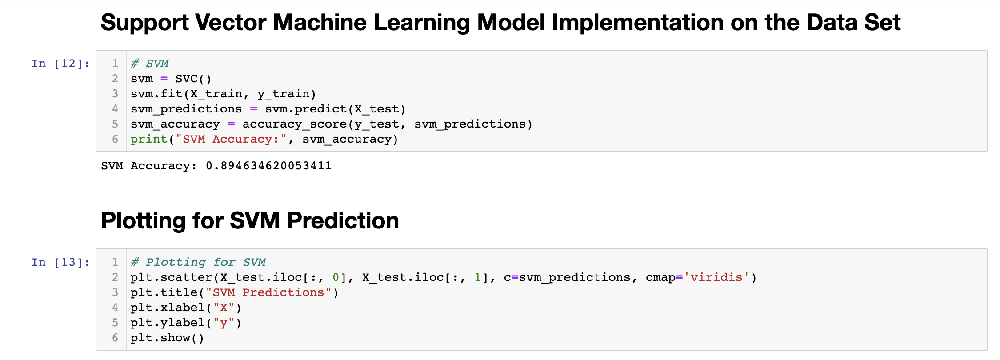 Support Vector Machine Learning Model Implementation on the Data Set
In [12]:
1 # SVM
2 svm = SVC()
3 svm.fit(X_train, y_train)
4 svm_predictions = svm.predict(X_test)
5 svm_accuracy = accuracy_score(y_test, svm_predictions)
6 print("SVM Accuracy:", svm_accuracy)
SVM Accuracy: 0.894634620053411
Plotting for SVM Prediction
In [13]:
1 # Plotting for SVM
2 plt.scatter(X_test.iloc[:, 0], X_test.iloc[:, 1], c=svm_predictions, cmap='viridis')
3 plt.title("SVM Predictions")
4 plt.xlabel("X")
5 plt.ylabel("y")
6 plt.show()